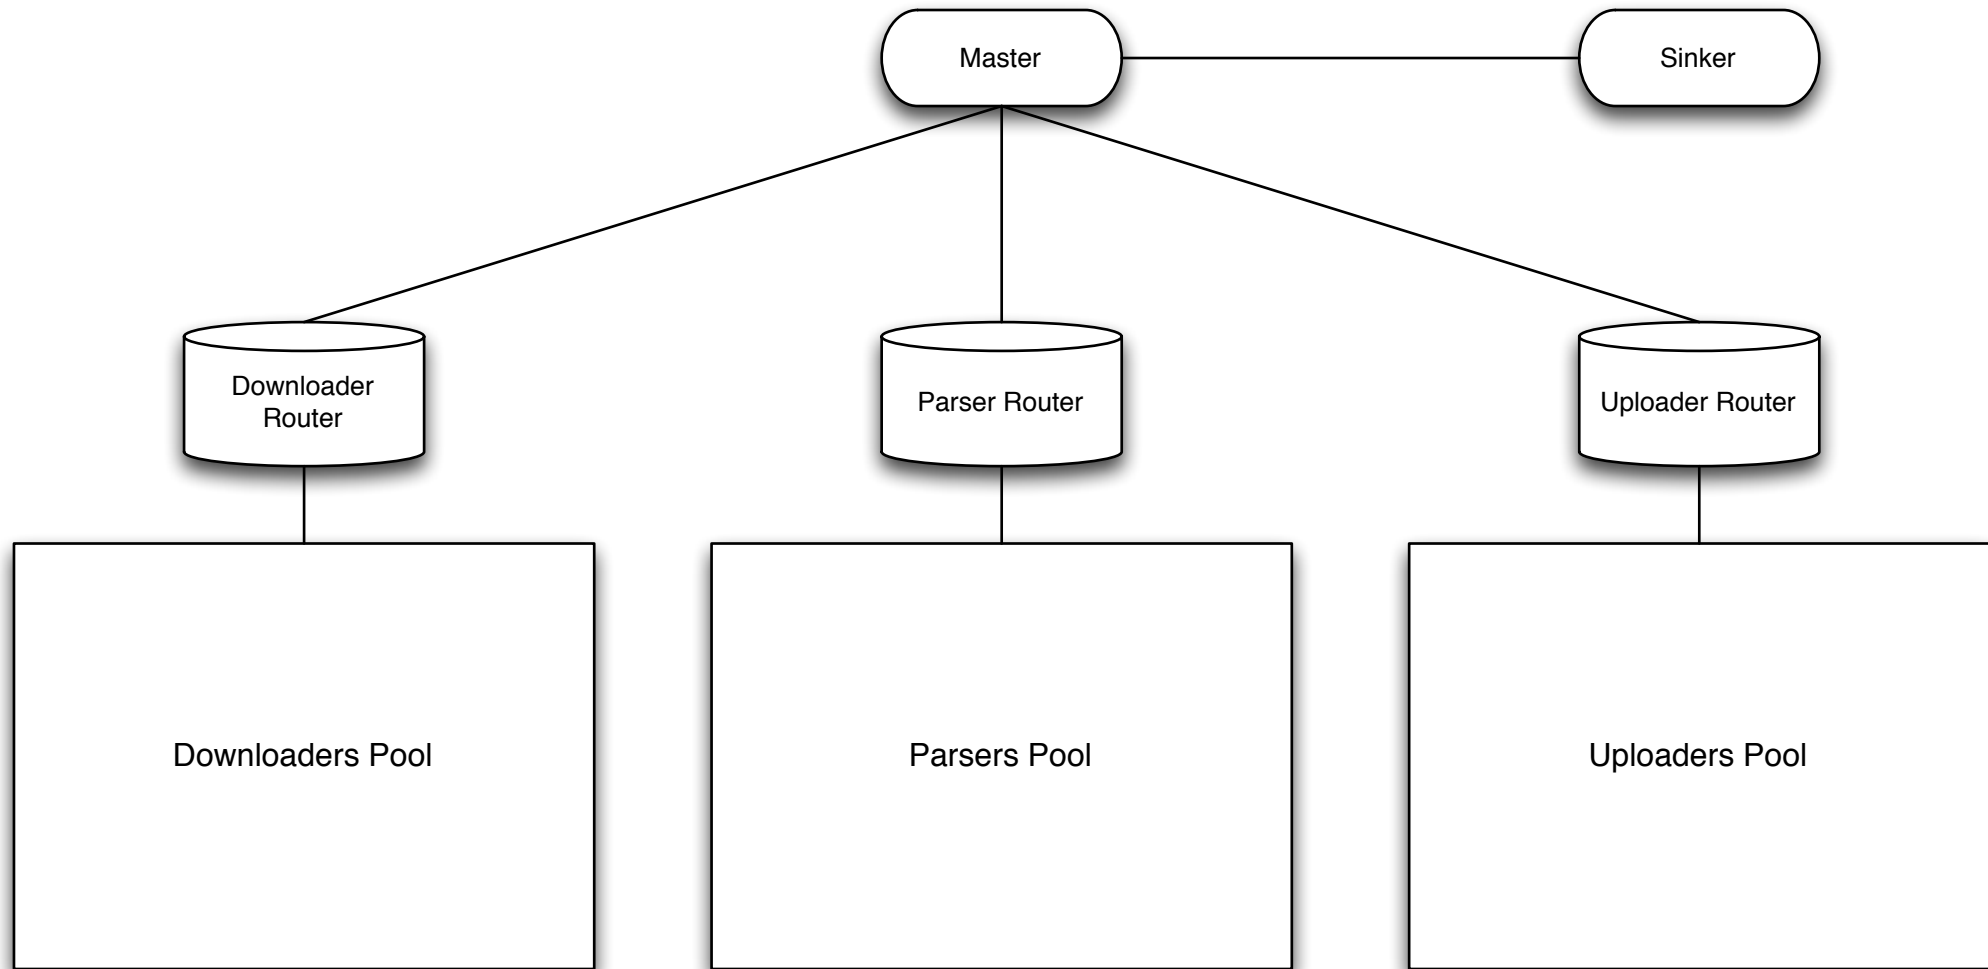 Master
Sinker
Downloader
Router
Parser Router
Uploader Router
Downloaders Pool
Parsers Pool
Uploaders Pool